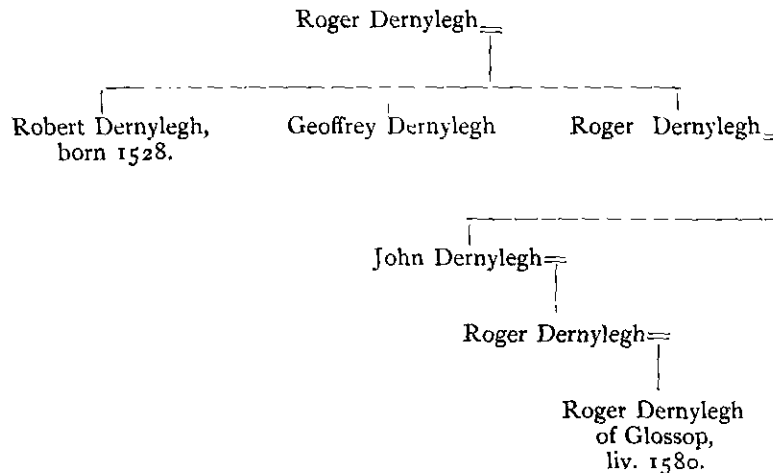 Roger Dernylegh
Robert Dernylegh,
born 1528.
Geoffrey Dernylegh
Roger Dernylegh
John Dernylegh
Roger Dernylegh
Roger Dernylegh
of Glossop,
liv. 1580.